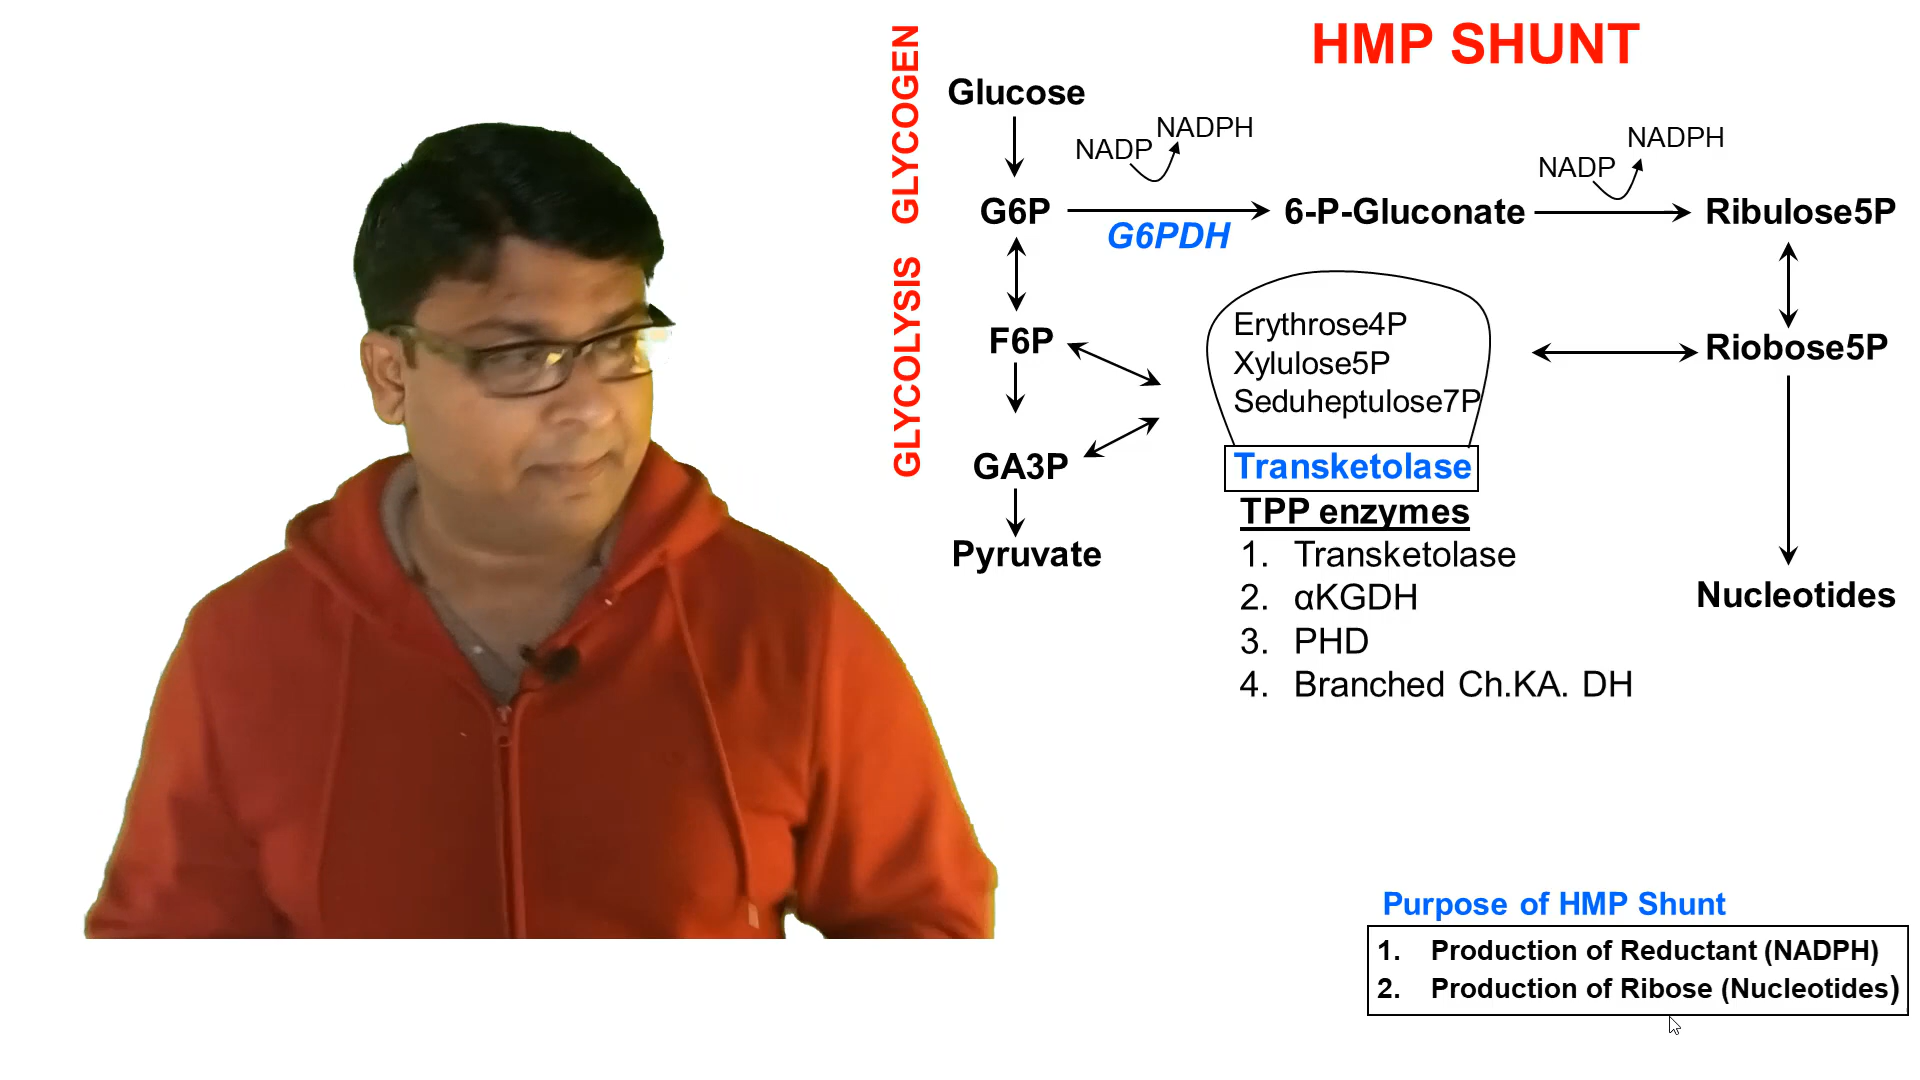 HMP SHUNT
GLYCOLYSIS GLYCOGEN
Glucose
NADP NADPH
NADP NADPH
G6P
G6PDH
6-P-Gluconate
Ribulose5P
F6P
Erythrose4P
Xylulose5P
Seduheptulose7P
Riobose5P
GA3P
Transketolase
TPP enzymes
Pyruvate
1. Transketolase
2. αKGDH
3. PHD
4. Branched Ch.KA. DH
Nucleotides
Purpose of HMP Shunt
1. Production of Reductant (NADPH)
2. Production of Ribose (Nucleotides)